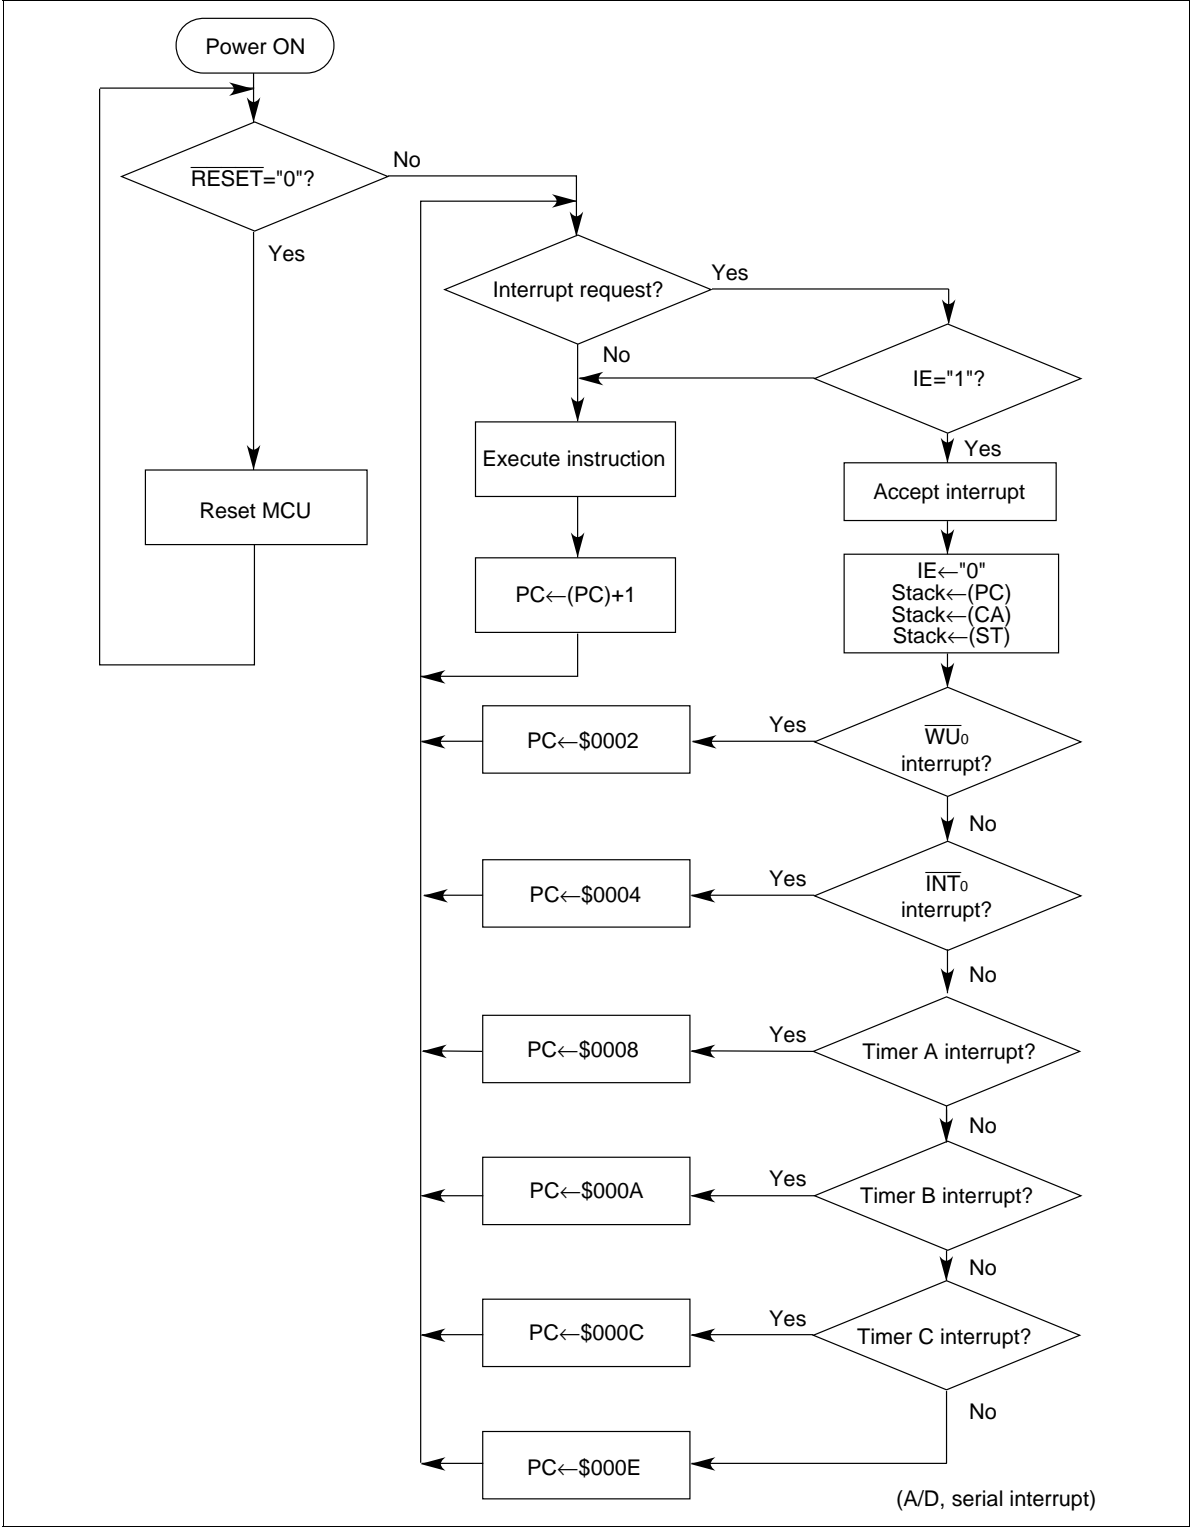 Power ON
RESET="0"?
No
Yes
Interrupt request?
Yes
No
IE="1"?
Yes
Execute instruction
Accept interrupt
Reset MCU
PC←(PC)+1
IE←"0"
Stack←(PC)
Stack←(CA)
Stack←(ST)
PC←$0002
Yes
WU0
interrupt?
No
PC←$0004
Yes
INT0
interrupt?
No
PC←$0008
Yes
Timer A interrupt?
No
PC←$000A
Yes
Timer B interrupt?
No
PC←$000C
Yes
Timer C interrupt?
No
PC←$000E
(A/D, serial interrupt)